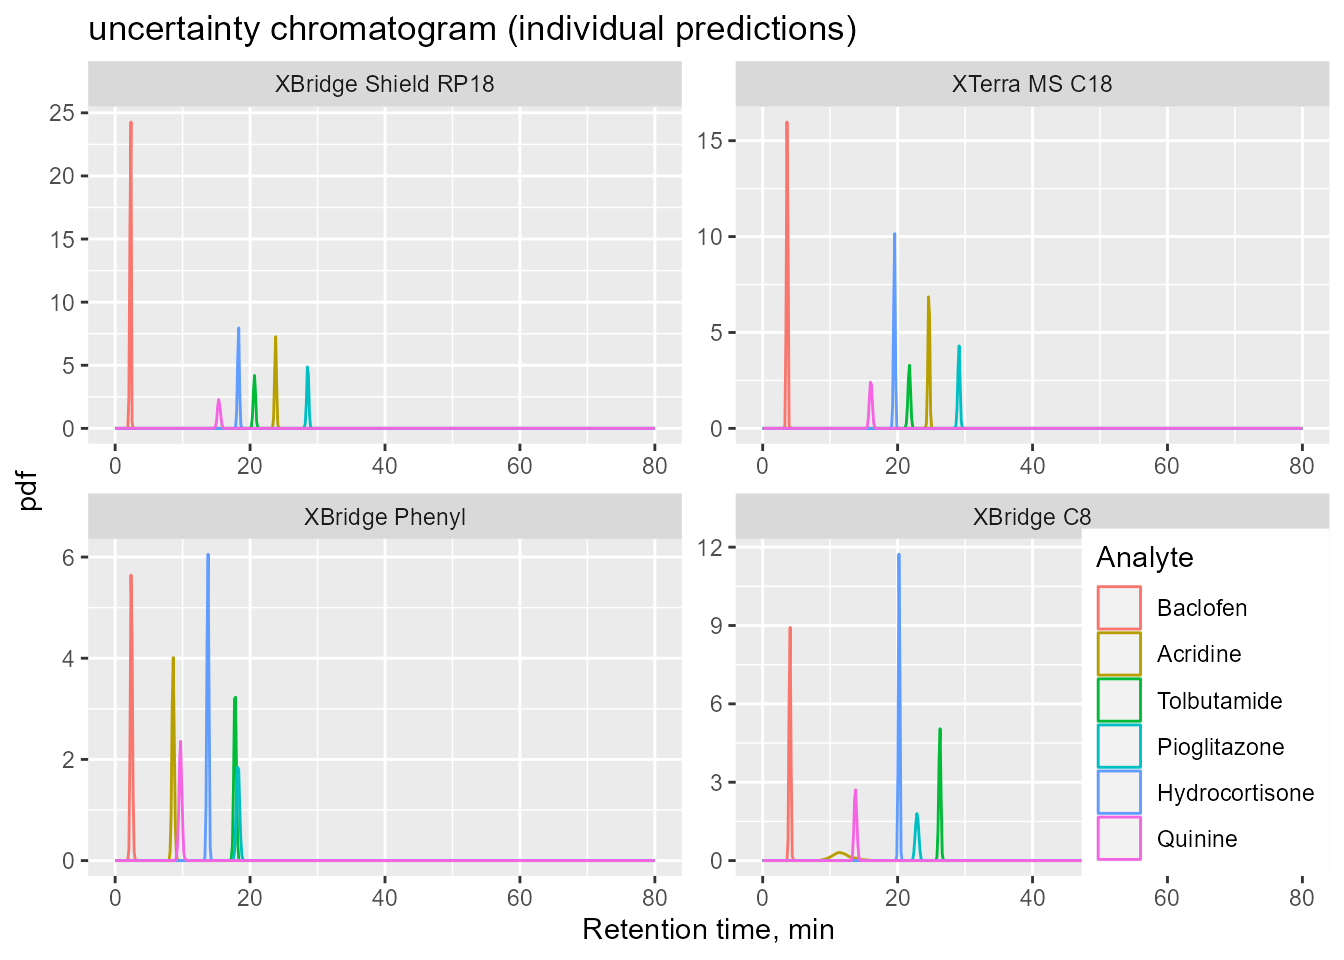 uncertainty chromatogram (individual predictions)
XBridge Shield RP18
25
20
15
10
5
0
0 20 40 60 80
XTerra MS C18
15
10
5
0
0 20 40 60 80
pdf
XBridge Phenyl
6
4
2
0
0 20 40 60 80
XBridge C8
12
9
6
3
0
0 20 40 60 80
Analyte
Baclofen
Acridine
Tolbutamide
Pioglitazone
Hydrocortisone
Quinine
Retention time, min